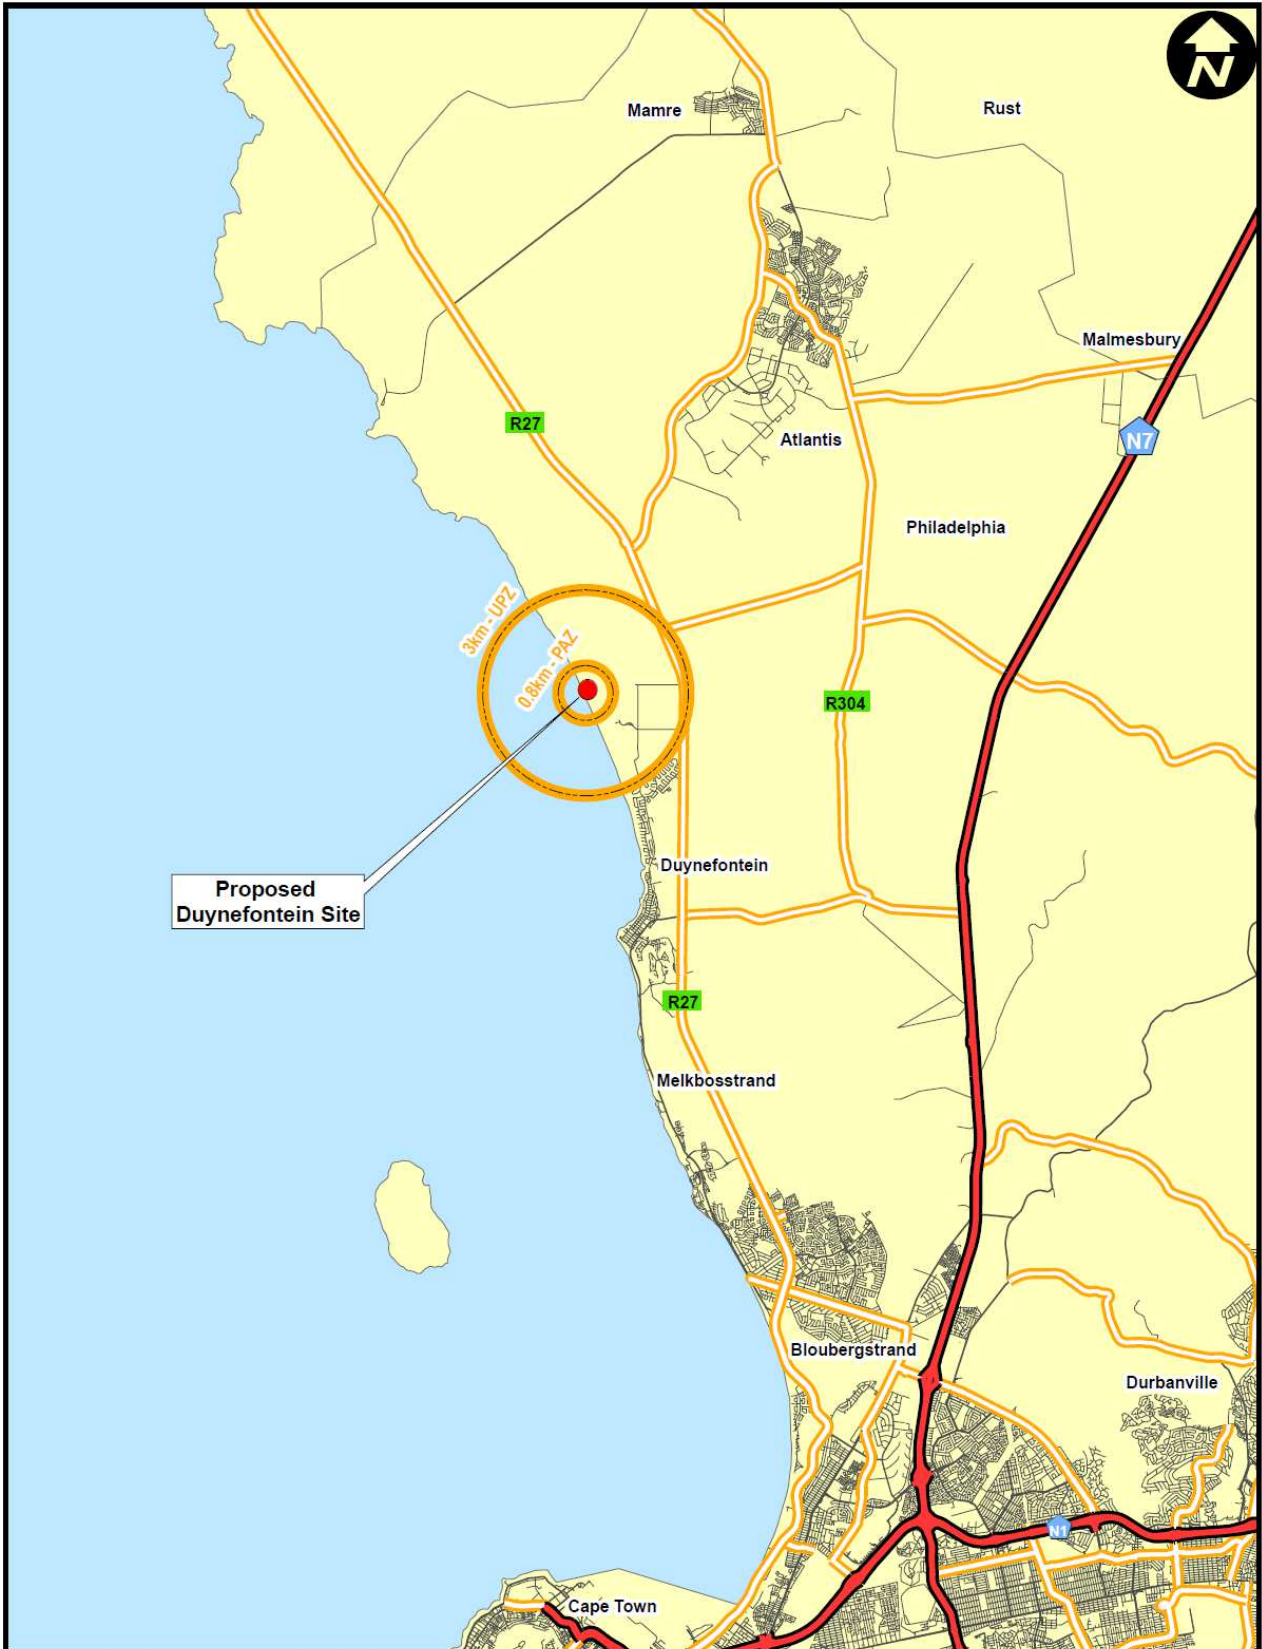 N
Mamre
Rust
Malmesbury
R27
N7
Atlantis
Philadelphia
3km - UPZ
0.8km - PAZ
R304
Duynefontein
Proposed
Duynefontein Site
R27
Melkbosstrand
Bloubergstrand
Durbanville
N1
Cape Town